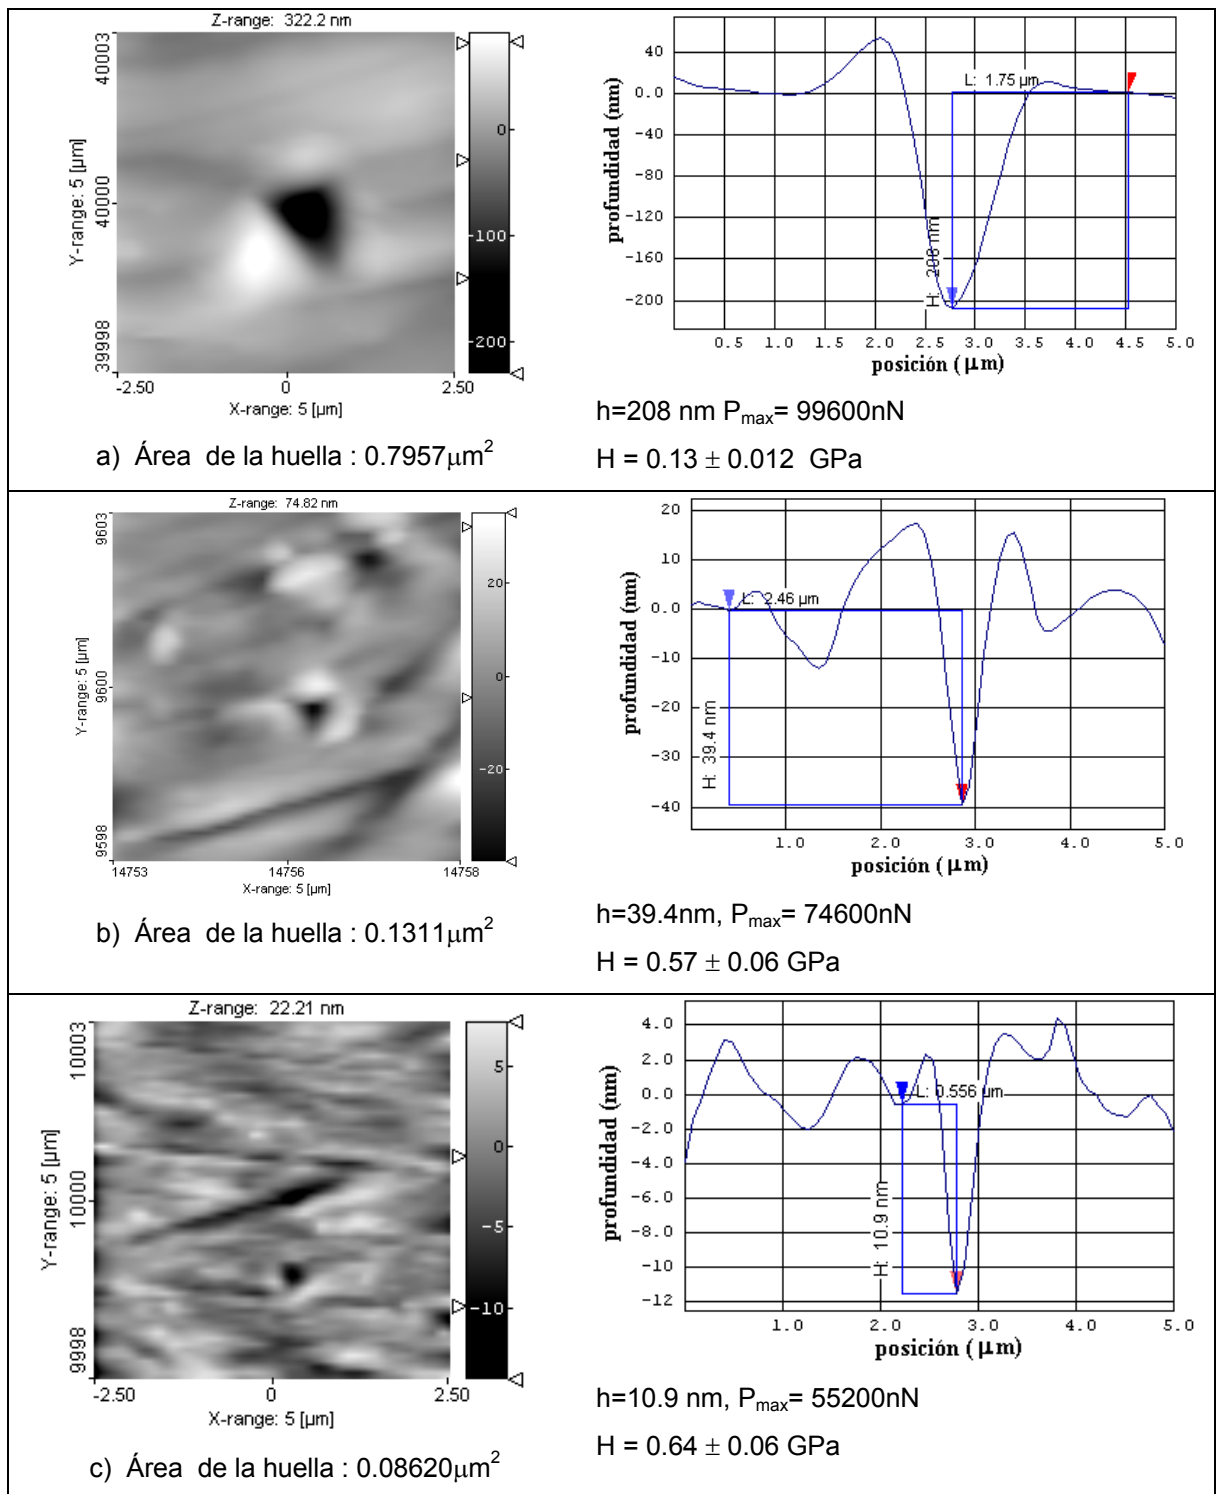 Z-range: 322.2 nm
40003
40000
39998
Y-range: 5 [µm]
-2.50 0 2.50
X-range: 5 [µm]
0
-100
-200
a) Área de la huella : 0.7957µm²
40
0.0
-40
-80
-120
-160
-200
profundidad (nm)
L: 1.75 µm
H: 208 nm
0.5 1.0 1.5 2.0 2.5 3.0 3.5 4.0 4.5 5.0
posición (µm)
h=208 nm Pmax= 99600nN
H = 0.13 ± 0.012 GPa
Z-range: 74.82 nm
9603
9600
9598
Y-range: 5 [µm]
14753 14756 14758
X-range: 5 [µm]
20
0
-20
b) Área de la huella : 0.1311µm²
20
10
0.0
-10
-20
-30
-40
profundidad (nm)
L: 2.46 µm
H: 39.4 nm
1.0 2.0 3.0 4.0 5.0
posición (µm)
h=39.4nm, Pmax= 74600nN
H = 0.57 ± 0.06 GPa
Z-range: 22.21 nm
10003
10000
9998
Y-range: 5 [µm]
-2.50 0 2.50
X-range: 5 [µm]
5
0
-5
-10
c) Área de la huella : 0.08620µm²
4.0
2.0
0.0
-2.0
4.0
-6.0
-8.0
-10
-12
profundidad (nm)
L: 0.556 µm
H: 10.9 nm
1.0 2.0 3.0 4.0 5.0
posición (µm)
h=10.9 nm, Pmax= 55200nN
H = 0.64 ± 0.06 GPa